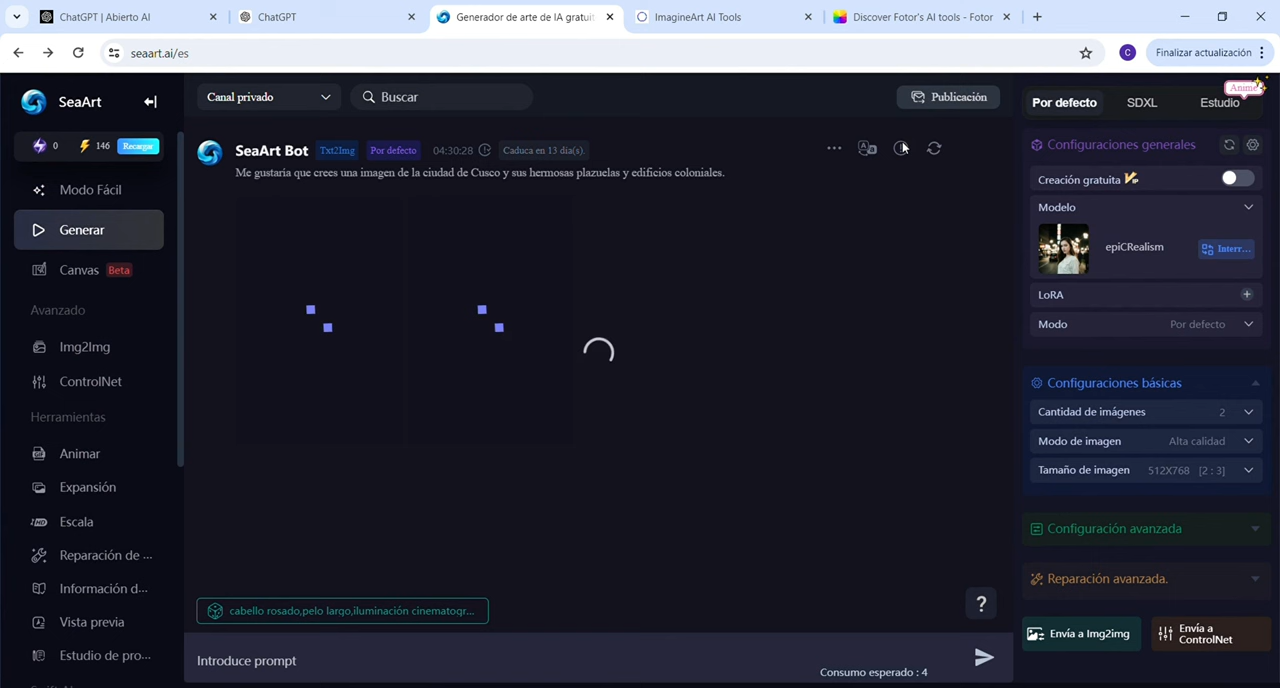 ChatGPT | Abierto AI
ChatGPT
Generador de arte de IA gratuit
ImagineArt AI Tools
Discover Fotor's AI tools - Fotor
seaart.ai/es
C
Finalizar actualización
SeaArt
0
146
Recargar
Modo Fácil
Generar
Canvas Beta
Avanzado
Img2Img
ControlNet
Herramientas
Animar
Expansión
Escala
Reparación de ...
Información d...
Vista previa
Estudio de pro...
Canal privado
Buscar
Publicación
SeaArt Bot Txt2Img Por defecto 04:30:28 Caduca en 13 dia(s).
Me gustaria que crees una imagen de la ciudad de Cusco y sus hermosas plazuelas y edificios coloniales.
cabello rosado,pelo largo,iluminación cinematogr...
?
Introduce prompt
Consumo esperado : 4
Anime
Por defecto
SDXL
Estudio
Configuraciones generales
Creación gratuita
Modelo
epiCRealism
Interr...
LoRA
+
Modo Por defecto
Configuraciones básicas
Cantidad de imágenes 2
Modo de imagen Alta calidad
Tamaño de imagen 512X768 [2 : 3]
Configuración avanzada
Reparación avanzada.
Envía a Img2img
Envía a
ControlNet